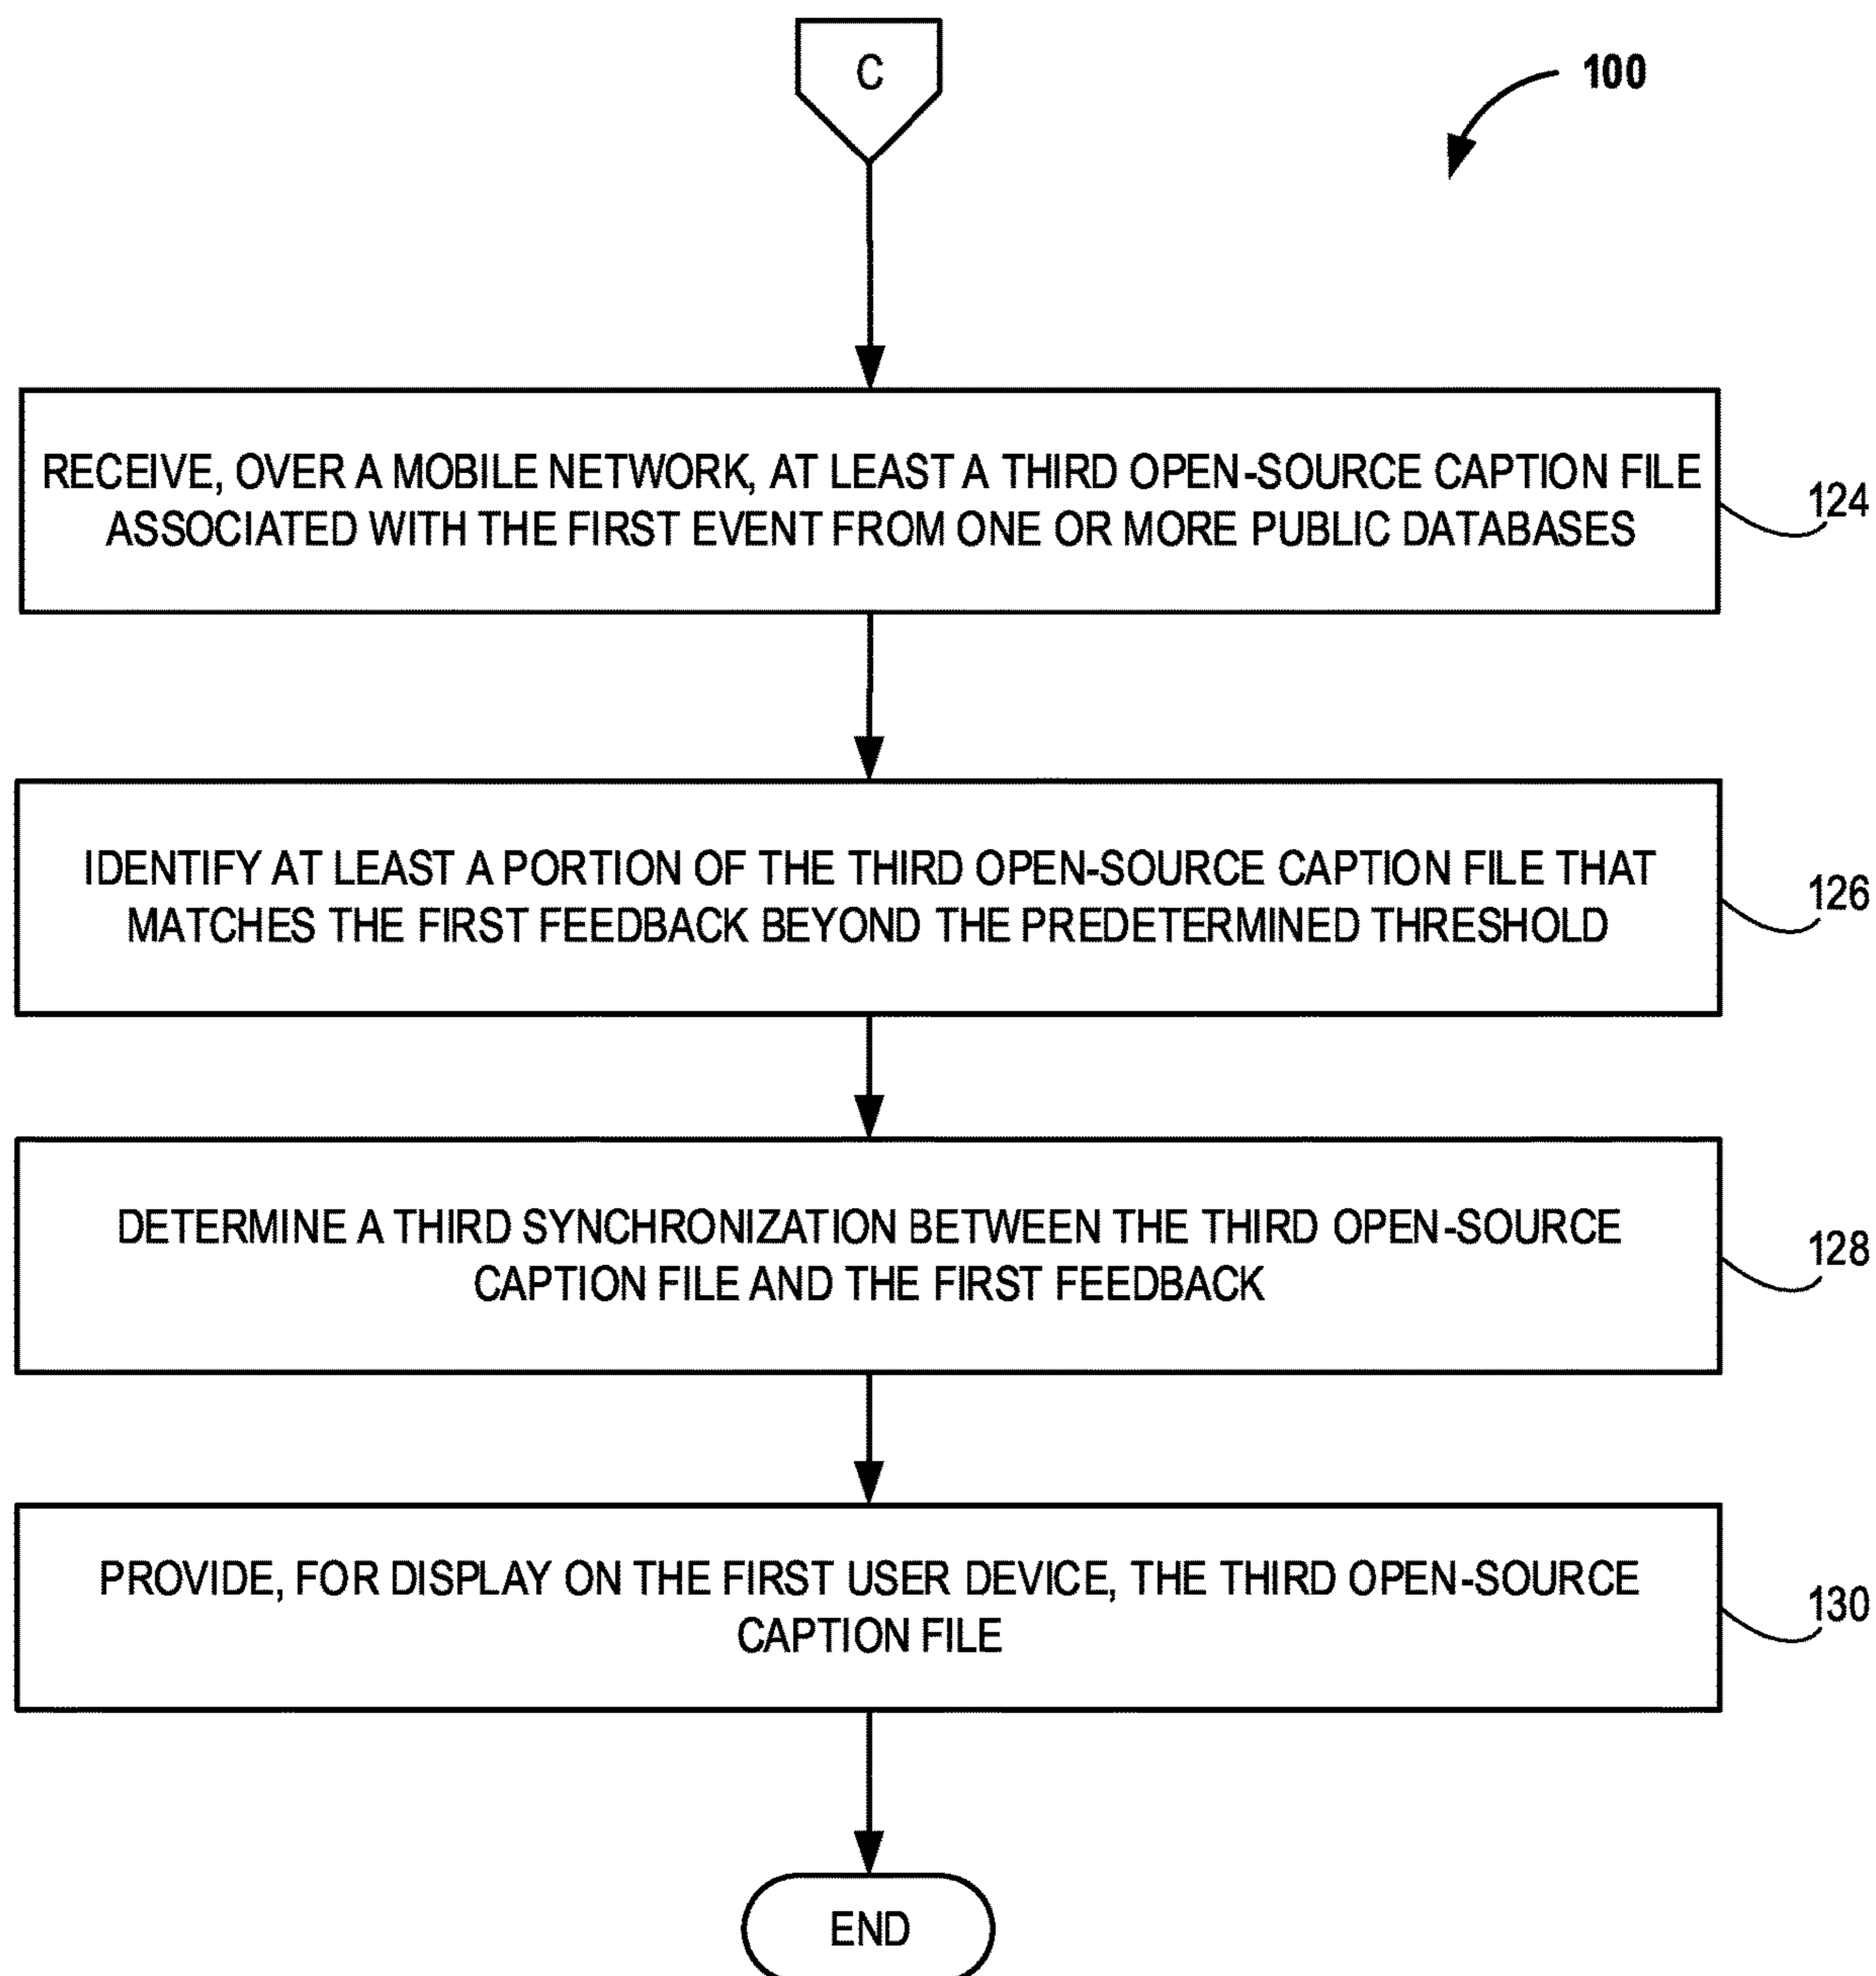 C
100
RECEIVE, OVER A MOBILE NETWORK, AT LEAST A THIRD OPEN-SOURCE CAPTION FILE
ASSOCIATED WITH THE FIRST EVENT FROM ONE OR MORE PUBLIC DATABASES
124
IDENTIFY AT LEAST A PORTION OF THE THIRD OPEN-SOURCE CAPTION FILE THAT
MATCHES THE FIRST FEEDBACK BEYOND THE PREDETERMINED THRESHOLD
126
DETERMINE A THIRD SYNCHRONIZATION BETWEEN THE THIRD OPEN-SOURCE
CAPTION FILE AND THE FIRST FEEDBACK
128
PROVIDE, FOR DISPLAY ON THE FIRST USER DEVICE, THE THIRD OPEN-SOURCE
CAPTION FILE
130
END